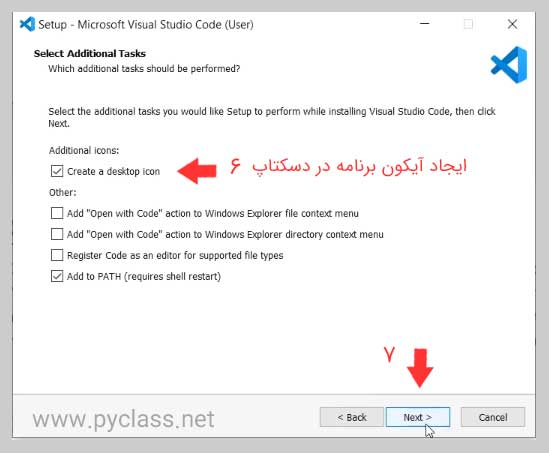 Setup - Microsoft Visual Studio Code (User)
Select Additional Tasks
Which additional tasks should be performed?
Select the additional tasks you would like Setup to perform while installing Visual Studio Code, then click
Next.
Additional icons:
Create a desktop icon
۶ ایجاد آیکون برنامه در دسکتاپ
Other:
Add "Open with Code" action to Windows Explorer file context menu
Add "Open with Code" action to Windows Explorer directory context menu
Register Code as an editor for supported file types
Add to PATH (requires shell restart)
۷
www.pyclass.net
< Back
Next >
Cancel